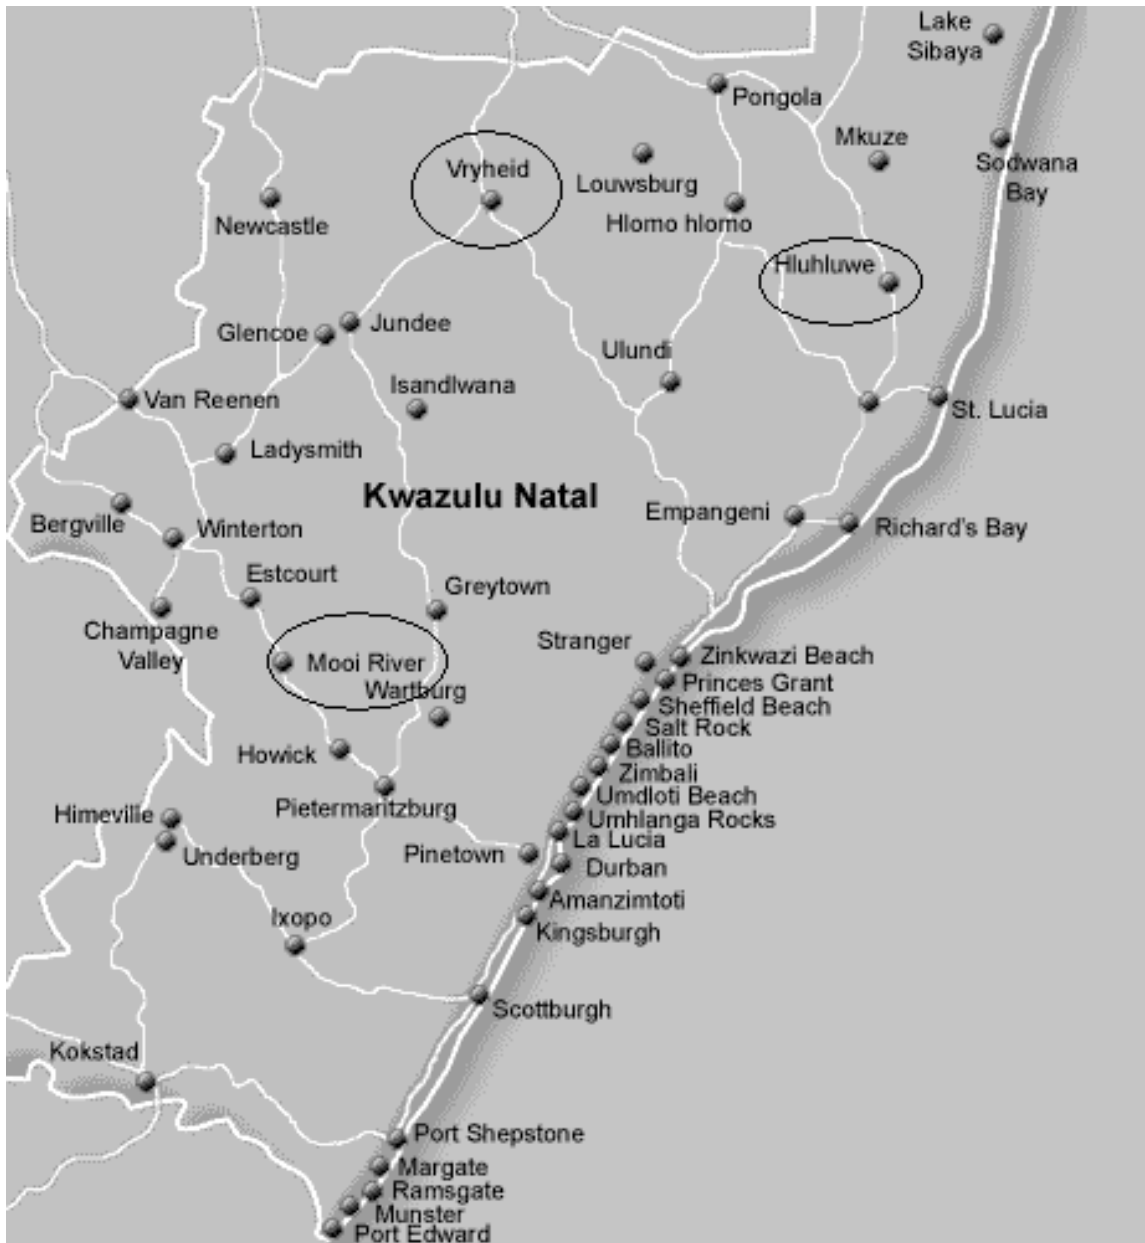 Lake
Sibaya
Pongola
Mkuze
Sodwana
Bay
Vryheid
Louwsburg
Hlomo hlomo
Newcastle
Hluhluwe
Glencoe
Jundee
Ulundi
Isandlwana
Van Reenen
St. Lucia
Ladysmith
Kwazulu Natal
Bergville
Winterton
Empangeni
Richard's Bay
Estcourt
Greytown
Champagne
Valley
Stranger
Zinkwazi Beach
Mooi River
Wartburg
Princes Grant
Sheffield Beach
Salt Rock
Howick
Ballito
Zimbali
Pietermaritzburg
Umdloti Beach
Himeville
Umhlanga Rocks
La Lucia
Underberg
Pinetown
Durban
Amanzimtoti
Ixopo
Kingsburgh
Scottburgh
Kokstad
Port Shepstone
Margate
Ramsgate
Munster
Port Edward